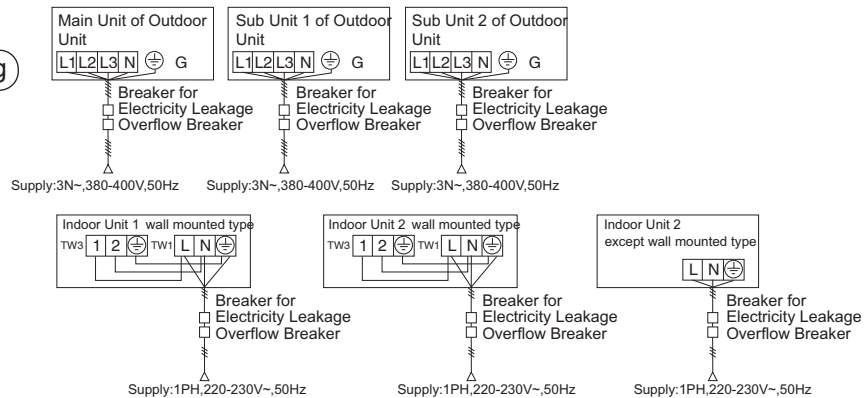 g
Main Unit of Outdoor
Unit
L1 L2 L3 N G
Breaker for
Electricity Leakage
Overflow Breaker
Supply:3N~,380-400V,50Hz
Sub Unit 1 of Outdoor
Unit
L1 L2 L3 N G
Breaker for
Electricity Leakage
Overflow Breaker
Supply:3N~,380-400V,50Hz
Sub Unit 2 of Outdoor
Unit
L1 L2 L3 N G
Breaker for
Electricity Leakage
Overflow Breaker
Supply:3N~,380-400V,50Hz
Indoor Unit 1 wall mounted type
TW3 1 2 TW1 L N
Breaker for
Electricity Leakage
Overflow Breaker
Supply:1PH,220-230V~,50Hz
Indoor Unit 2 wall mounted type
TW3 1 2 TW1 L N
Breaker for
Electricity Leakage
Overflow Breaker
Supply:1PH,220-230V~,50Hz
Indoor Unit 2
except wall mounted type
L N
Breaker for
Electricity Leakage
Overflow Breaker
Supply:1PH,220-230V~,50Hz